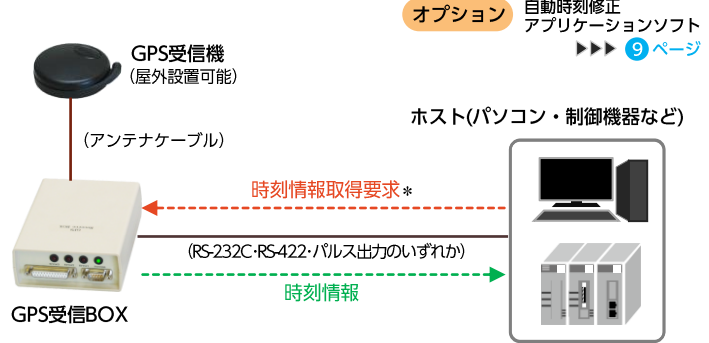 オプション
自動時刻修正
アプリケーションソフト
▶▶▶ 9 ページ
GPS受信機
(屋外設置可能)
(アンテナケーブル)
ホスト(パソコン・制御機器など)
時刻情報取得要求*
(RS-232C・RS-422・パルス出力のいずれか)
時刻情報
GPS受信BOX